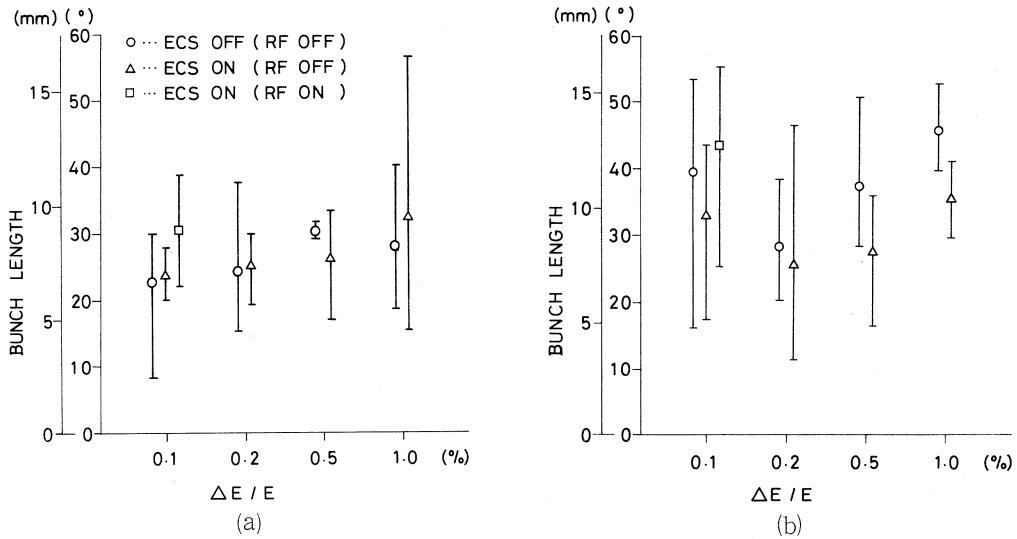 (mm) (°)
60
50
40
30
20
10
0
15
10
5
0
BUNCH LENGTH
○ ··· ECS OFF ( RF OFF )
△ ··· ECS ON ( RF OFF )
□ ··· ECS ON ( RF ON )
0.1 0.2 0.5 1.0 (%)
△E / E
(a)
(mm) (°)
60
50
40
30
20
10
0
15
10
5
0
BUNCH LENGTH
0.1 0.2 0.5 1.0 (%)
△E / E
(b)